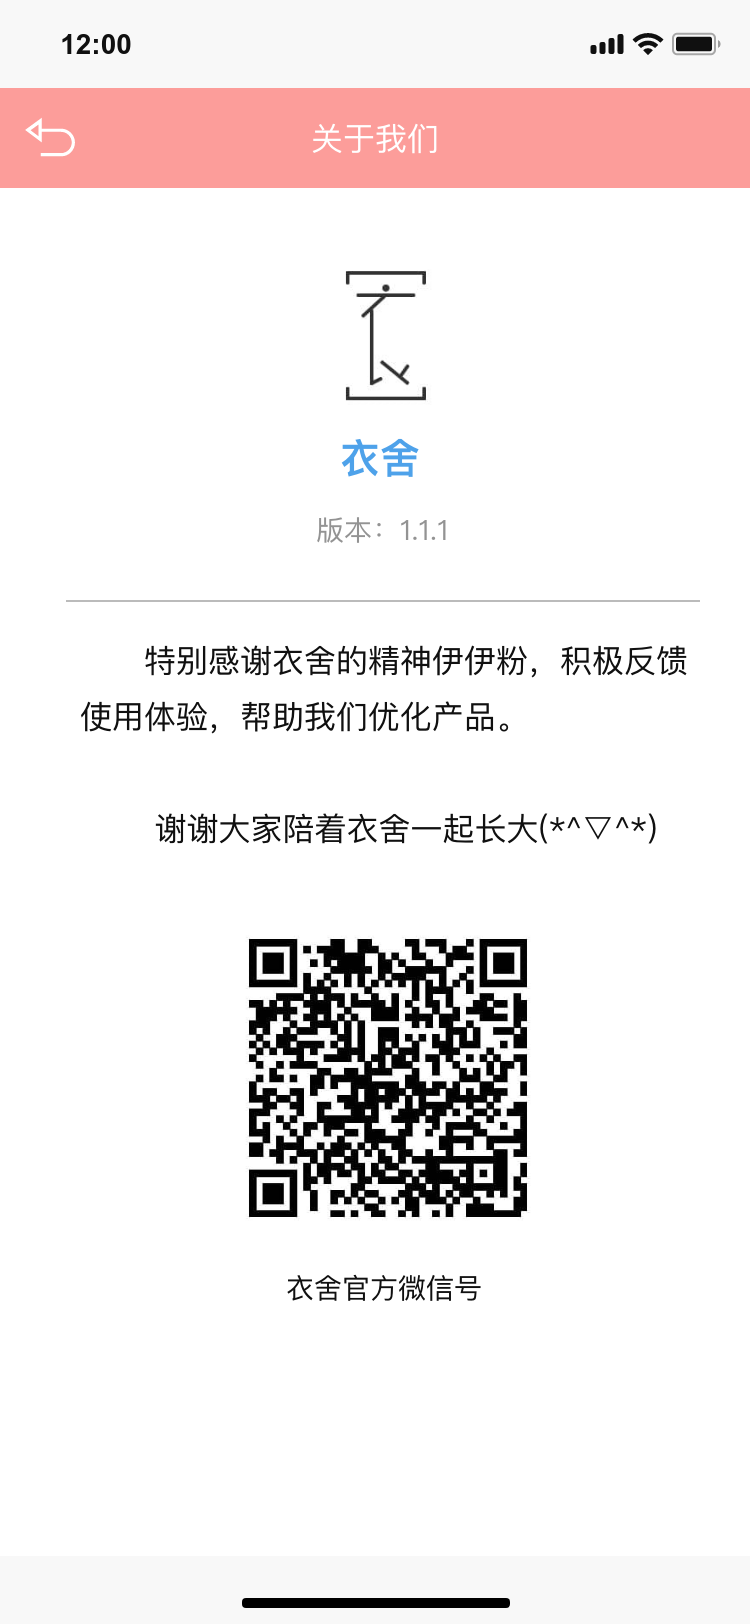 12:00
关于我们
衣舍
版本：1.1.1
特别感谢衣舍的精神伊伊粉，积极反馈
使用体验，帮助我们优化产品。
谢谢大家陪着衣舍一起长大(*^▽^*)
衣舍官方微信号